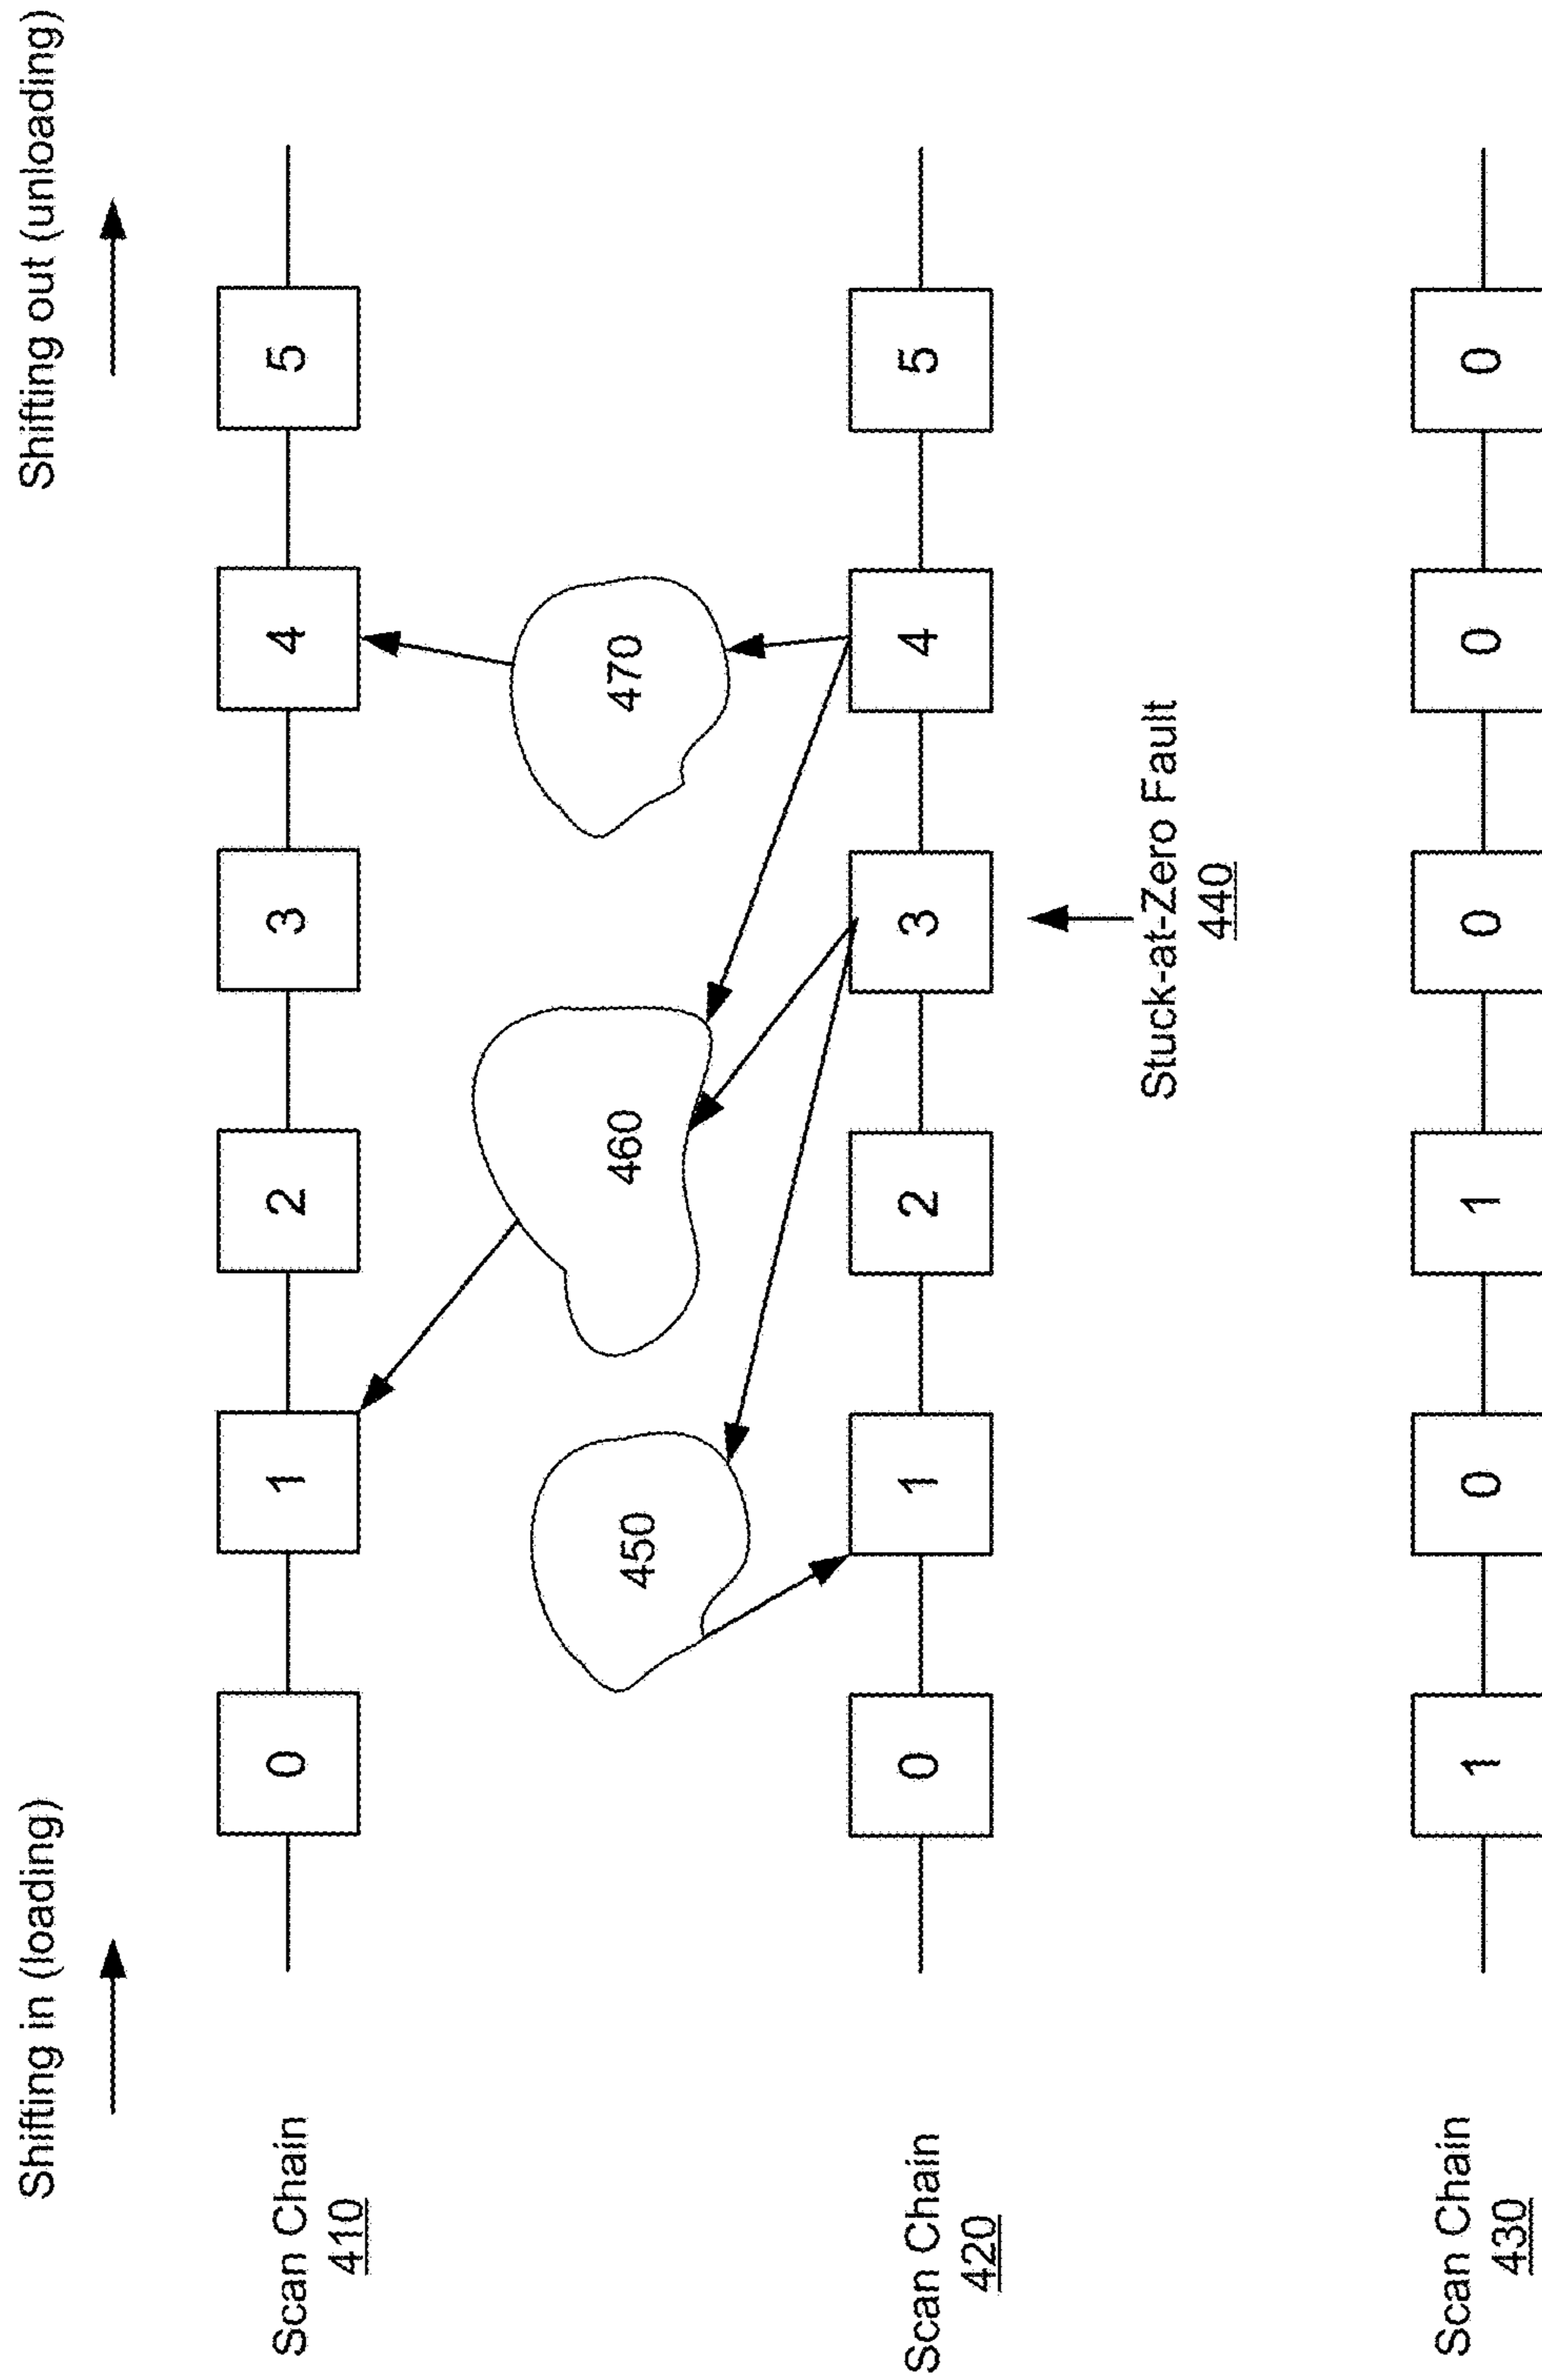 Shifting in (loading)
Shifting out (unloading)
Scan Chain
410
0 1 2 3 4 5
450 460 470
Scan Chain
420
0 1 2 3 4 5
Stuck-at-Zero Fault
440
Scan Chain
430
1 0 1 0 0 0